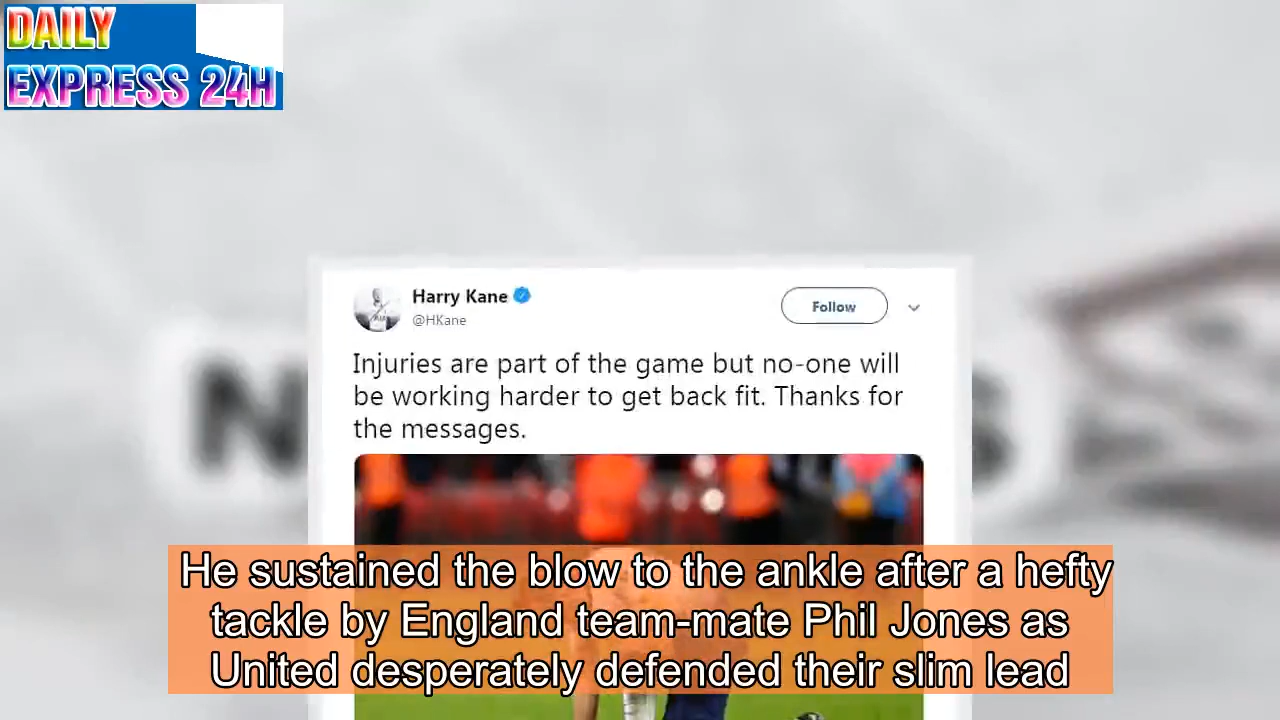 DAILY
EXPRESS 24H
Harry Kane
@HKane
Follow
Injuries are part of the game but no-one will
be working harder to get back fit. Thanks for
the messages.
He sustained the blow to the ankle after a hefty
tackle by England team-mate Phil Jones as
United desperately defended their slim lead